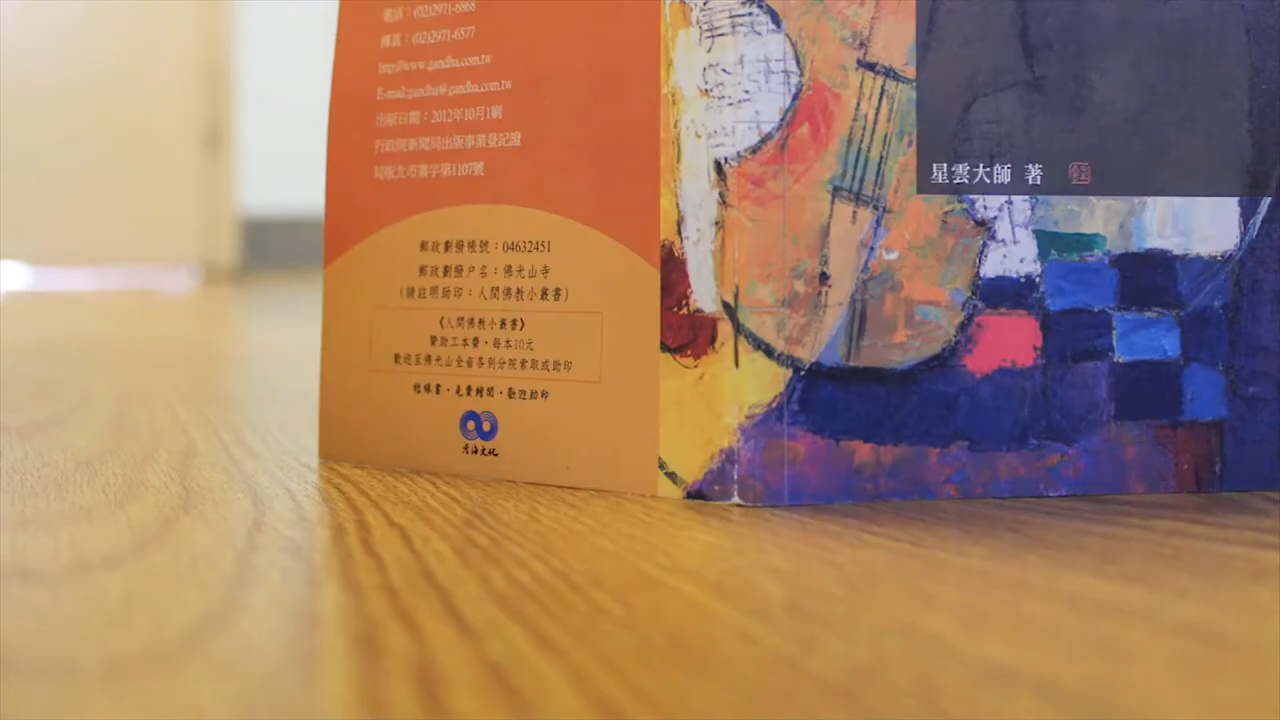 電話：(02)2971-6868
傳真：(02)2971-6577
http://www.gandha.com.tw
E-mail:gandha@gandha.com.tw
出版日期：2012年10月1刷
行政院新聞局出版事業登記證
局版北市業字第1107號
郵政劃撥帳號：04632451
郵政劃撥戶名：佛光山寺
(請註明助印：人間佛教小叢書)
《人間佛教小叢書》
贊助工本費，每本10元
歡迎至佛光山全省各別分院索取或助印
結緣書・免費贈閱・歡迎助印
香海文化
星雲大師 著